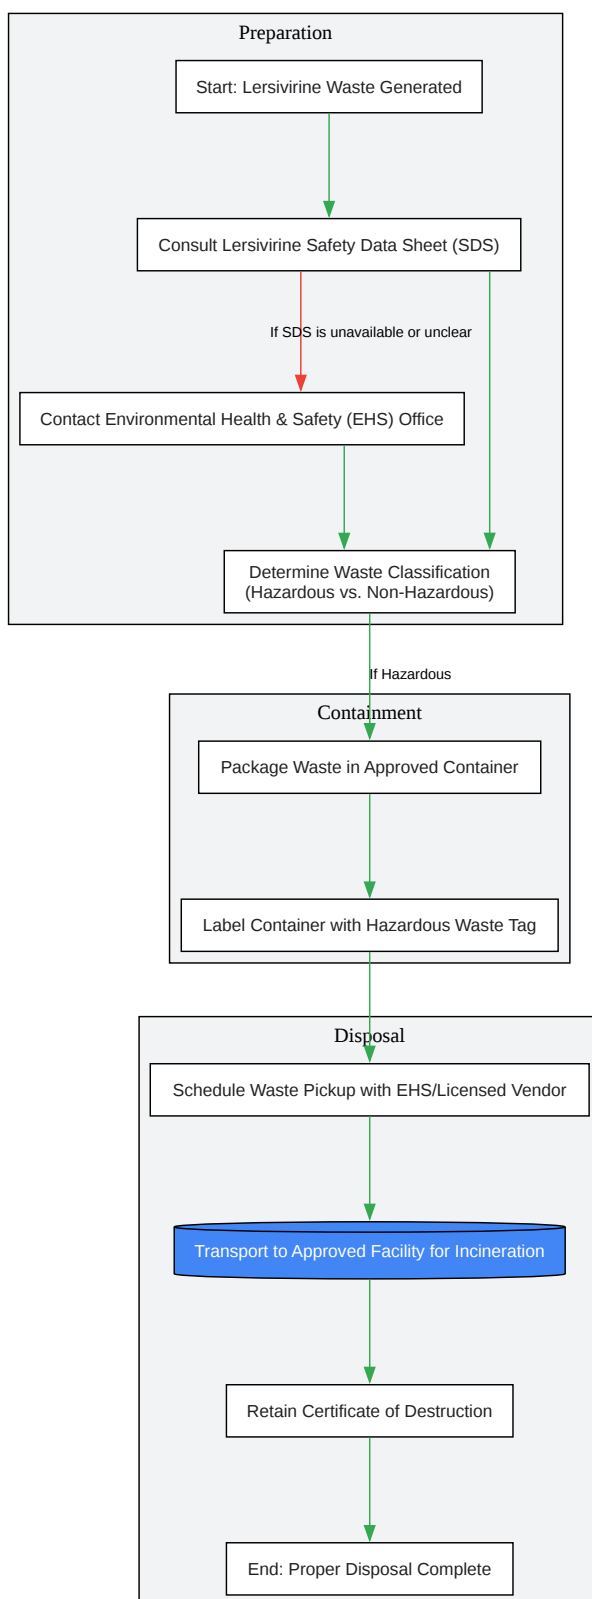 Preparation
Start: Lersivirine Waste Generated
Consult Lersivirine Safety Data Sheet (SDS)
If SDS is unavailable or unclear
Contact Environmental Health & Safety (EHS) Office
Determine Waste Classification
(Hazardous vs. Non-Hazardous)
If Hazardous
Containment
Package Waste in Approved Container
Label Container with Hazardous Waste Tag
Disposal
Schedule Waste Pickup with EHS/Licensed Vendor
Transport to Approved Facility for Incineration
Retain Certificate of Destruction
End: Proper Disposal Complete